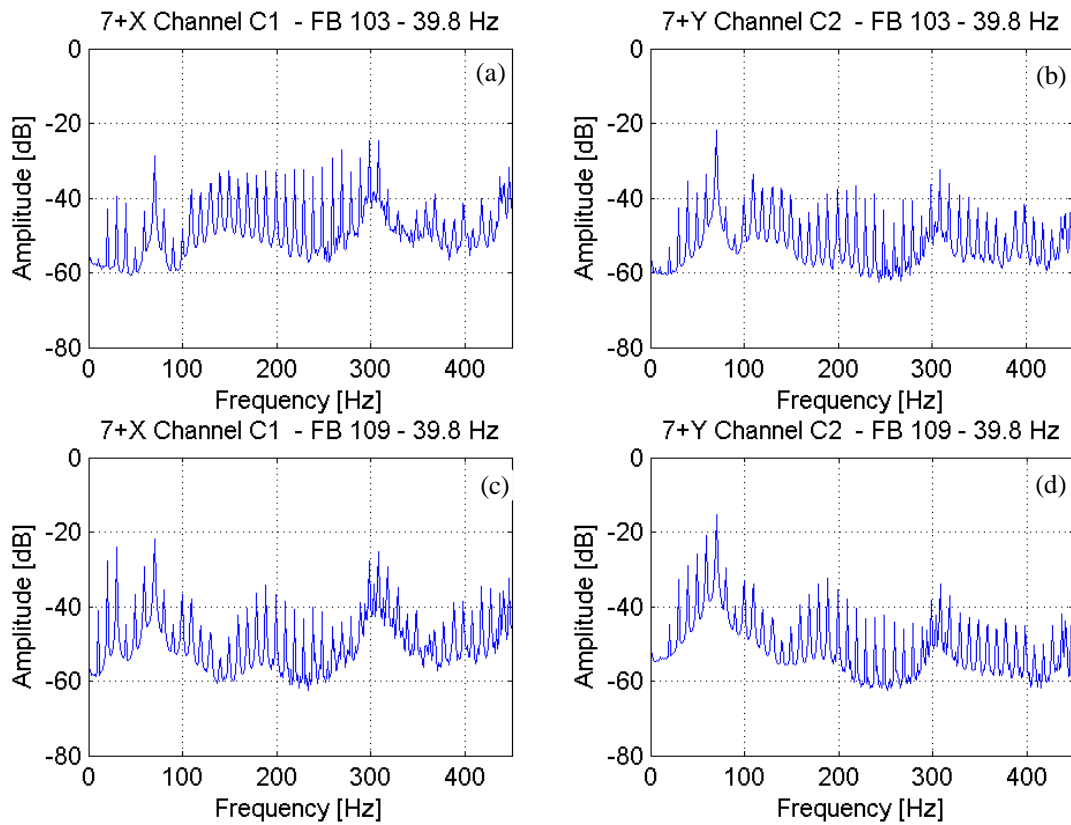 7+X Channel C1  - FB 103 - 39.8 Hz
(a)
Amplitude [dB]
0
-20
-40
-60
-80
0 100 200 300 400
Frequency [Hz]
7+Y Channel C2  - FB 103 - 39.8 Hz
(b)
Amplitude [dB]
0
-20
-40
-60
-80
0 100 200 300 400
Frequency [Hz]
7+X Channel C1  - FB 109 - 39.8 Hz
(c)
Amplitude [dB]
0
-20
-40
-60
-80
0 100 200 300 400
Frequency [Hz]
7+Y Channel C2  - FB 109 - 39.8 Hz
(d)
Amplitude [dB]
0
-20
-40
-60
-80
0 100 200 300 400
Frequency [Hz]